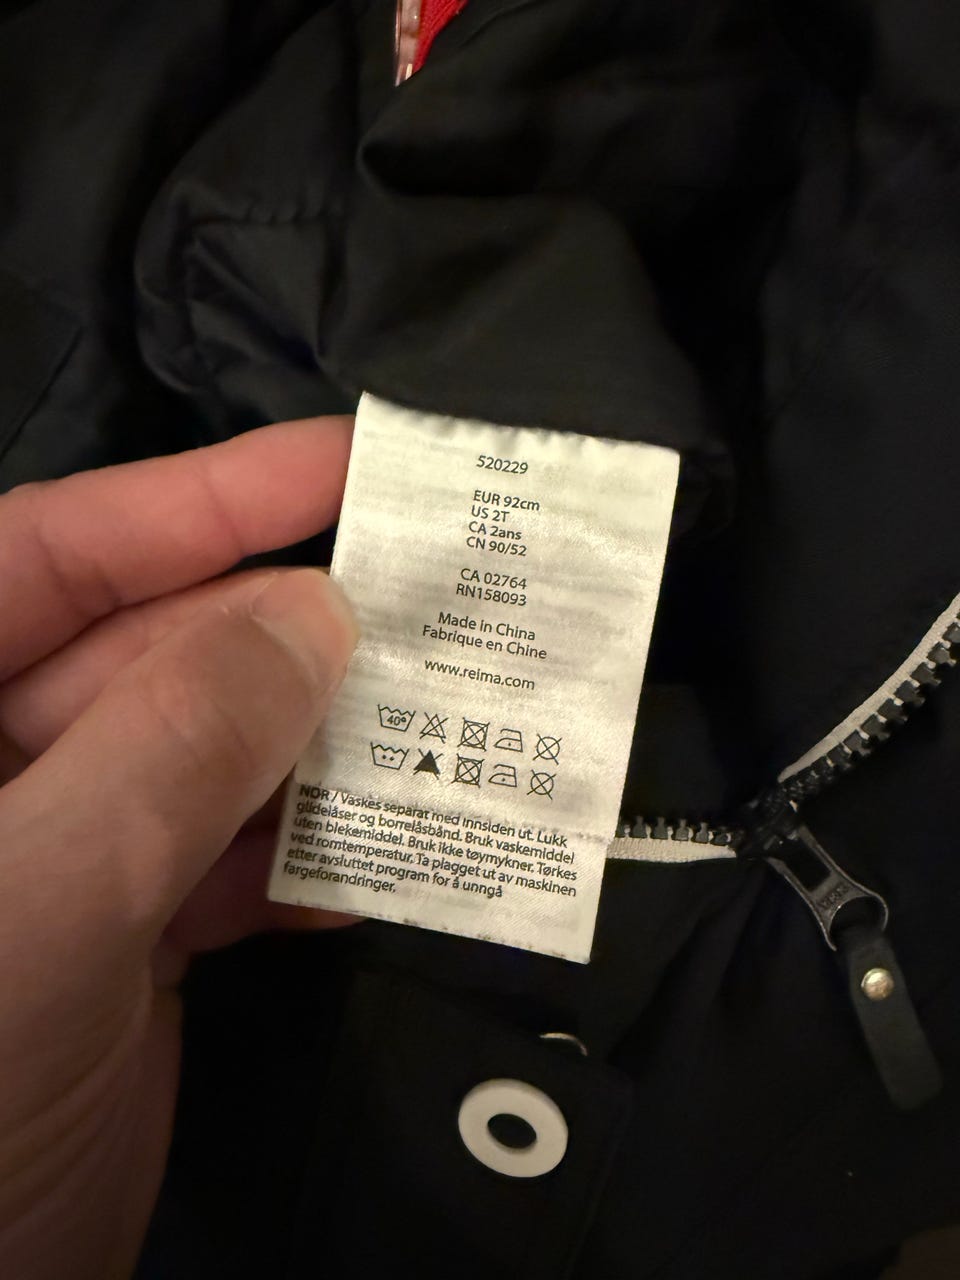 520229
EUR 92cm
US 2T
CA 2ans
CN 90/52
CA 02764
RN158093
Made in China
Fabrique en Chine
www.reima.com
40°
NOR / Vaskes separat med innsiden ut. Lukk
glidelåser og borrelåsbånd. Bruk vaskemiddel
uten blekemiddel. Bruk ikke tøymykner. Tørkes
ved romtemperatur. Ta plagget ut av maskinen
etter avsluttet program for å unngå
fargeforandringer.
YKK